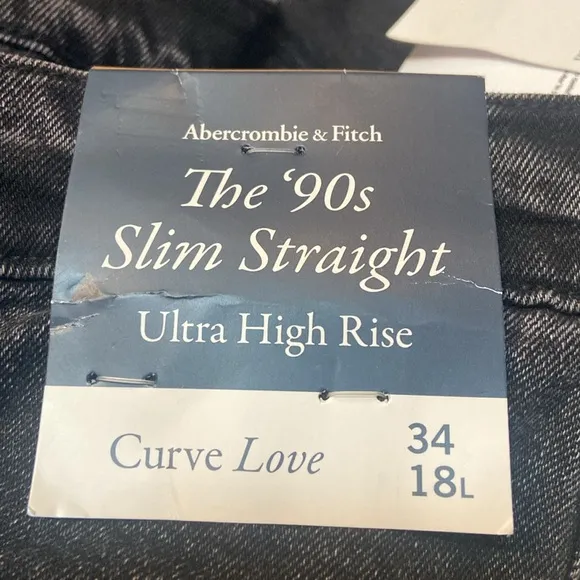 Abercrombie & Fitch
The ‘90s
Slim Straight
Ultra High Rise
Curve Love
34
18L